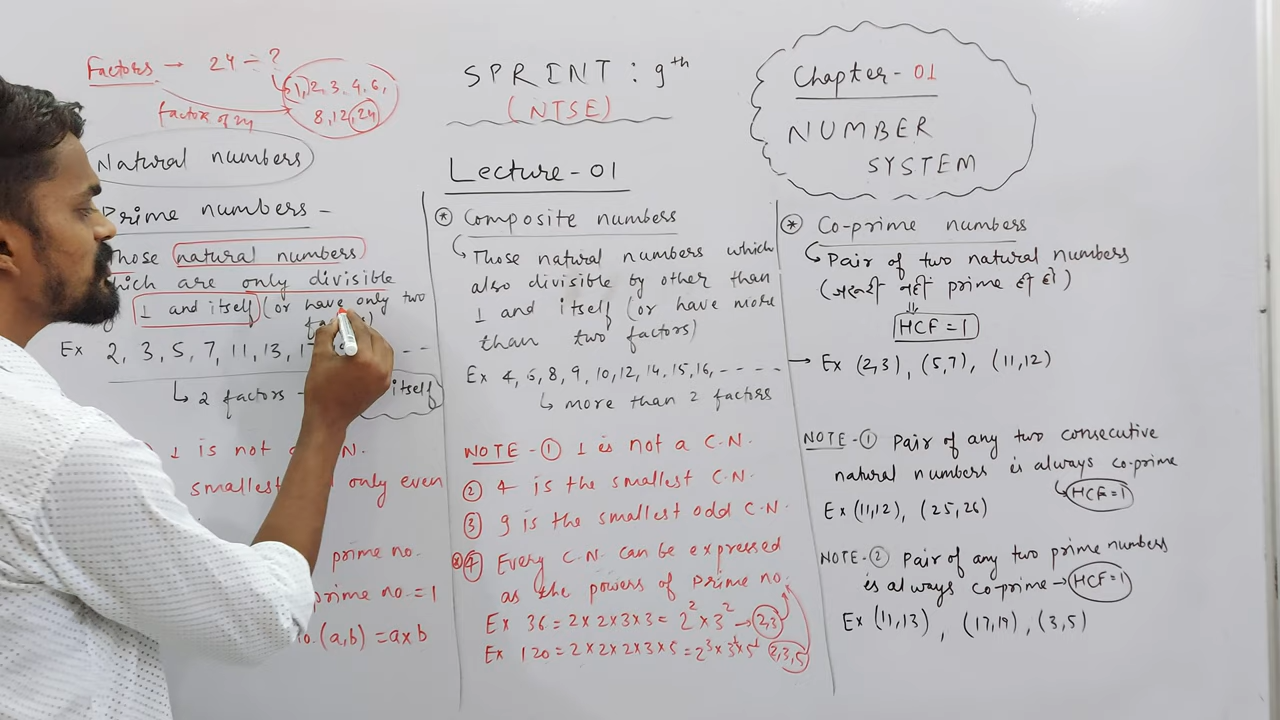 Factors → 24 ÷ ?
1, 2, 3, 4, 6,
8, 12, 24
factors of 24
Natural numbers
Prime numbers -
Those natural numbers
which are only divisible
1 and itself (or have only two
factors)
Ex 2, 3, 5, 7, 11, 13, - -
↳ 2 factors - itself
1 is not a N.
smallest only even
prime no.
prime no. = 1
no. (a, b) = a x b
SPRINT : 9th
(NTSE)
Lecture - 01
* Composite numbers
↳ Those natural numbers which
also divisible by other than
1 and itself (or have more
than two factors)
Ex 4, 6, 8, 9, 10, 12, 14, 15, 16, - - - - -
↳ more than 2 factors
NOTE - ① 1 is not a C.N.
② 4 is the smallest C.N.
③ 9 is the smallest odd C.N.
* ④ Every C.N. can be expressed
as the powers of Prime no.
Ex 36 = 2 x 2 x 3 x 3 = 2² x 3² → 2,3
Ex 120 = 2 x 2 x 2 x 3 x 5 = 2³ x 3¹ x 5¹ 2,3,5
Chapter - 01
NUMBER
SYSTEM
* Co-prime numbers
↳ Pair of two natural numbers
(जरूरी नहीं prime ही हो)
⇓
HCF = 1
→ Ex (2,3), (5,7), (11,12)
NOTE - ① Pair of any two consecutive
natural numbers is always co-prime
↳ HCF = 1
Ex (11,12), (25,26)
NOTE - ② Pair of any two prime numbers
is always co-prime → HCF = 1
Ex (11,13), (17,19), (3,5)